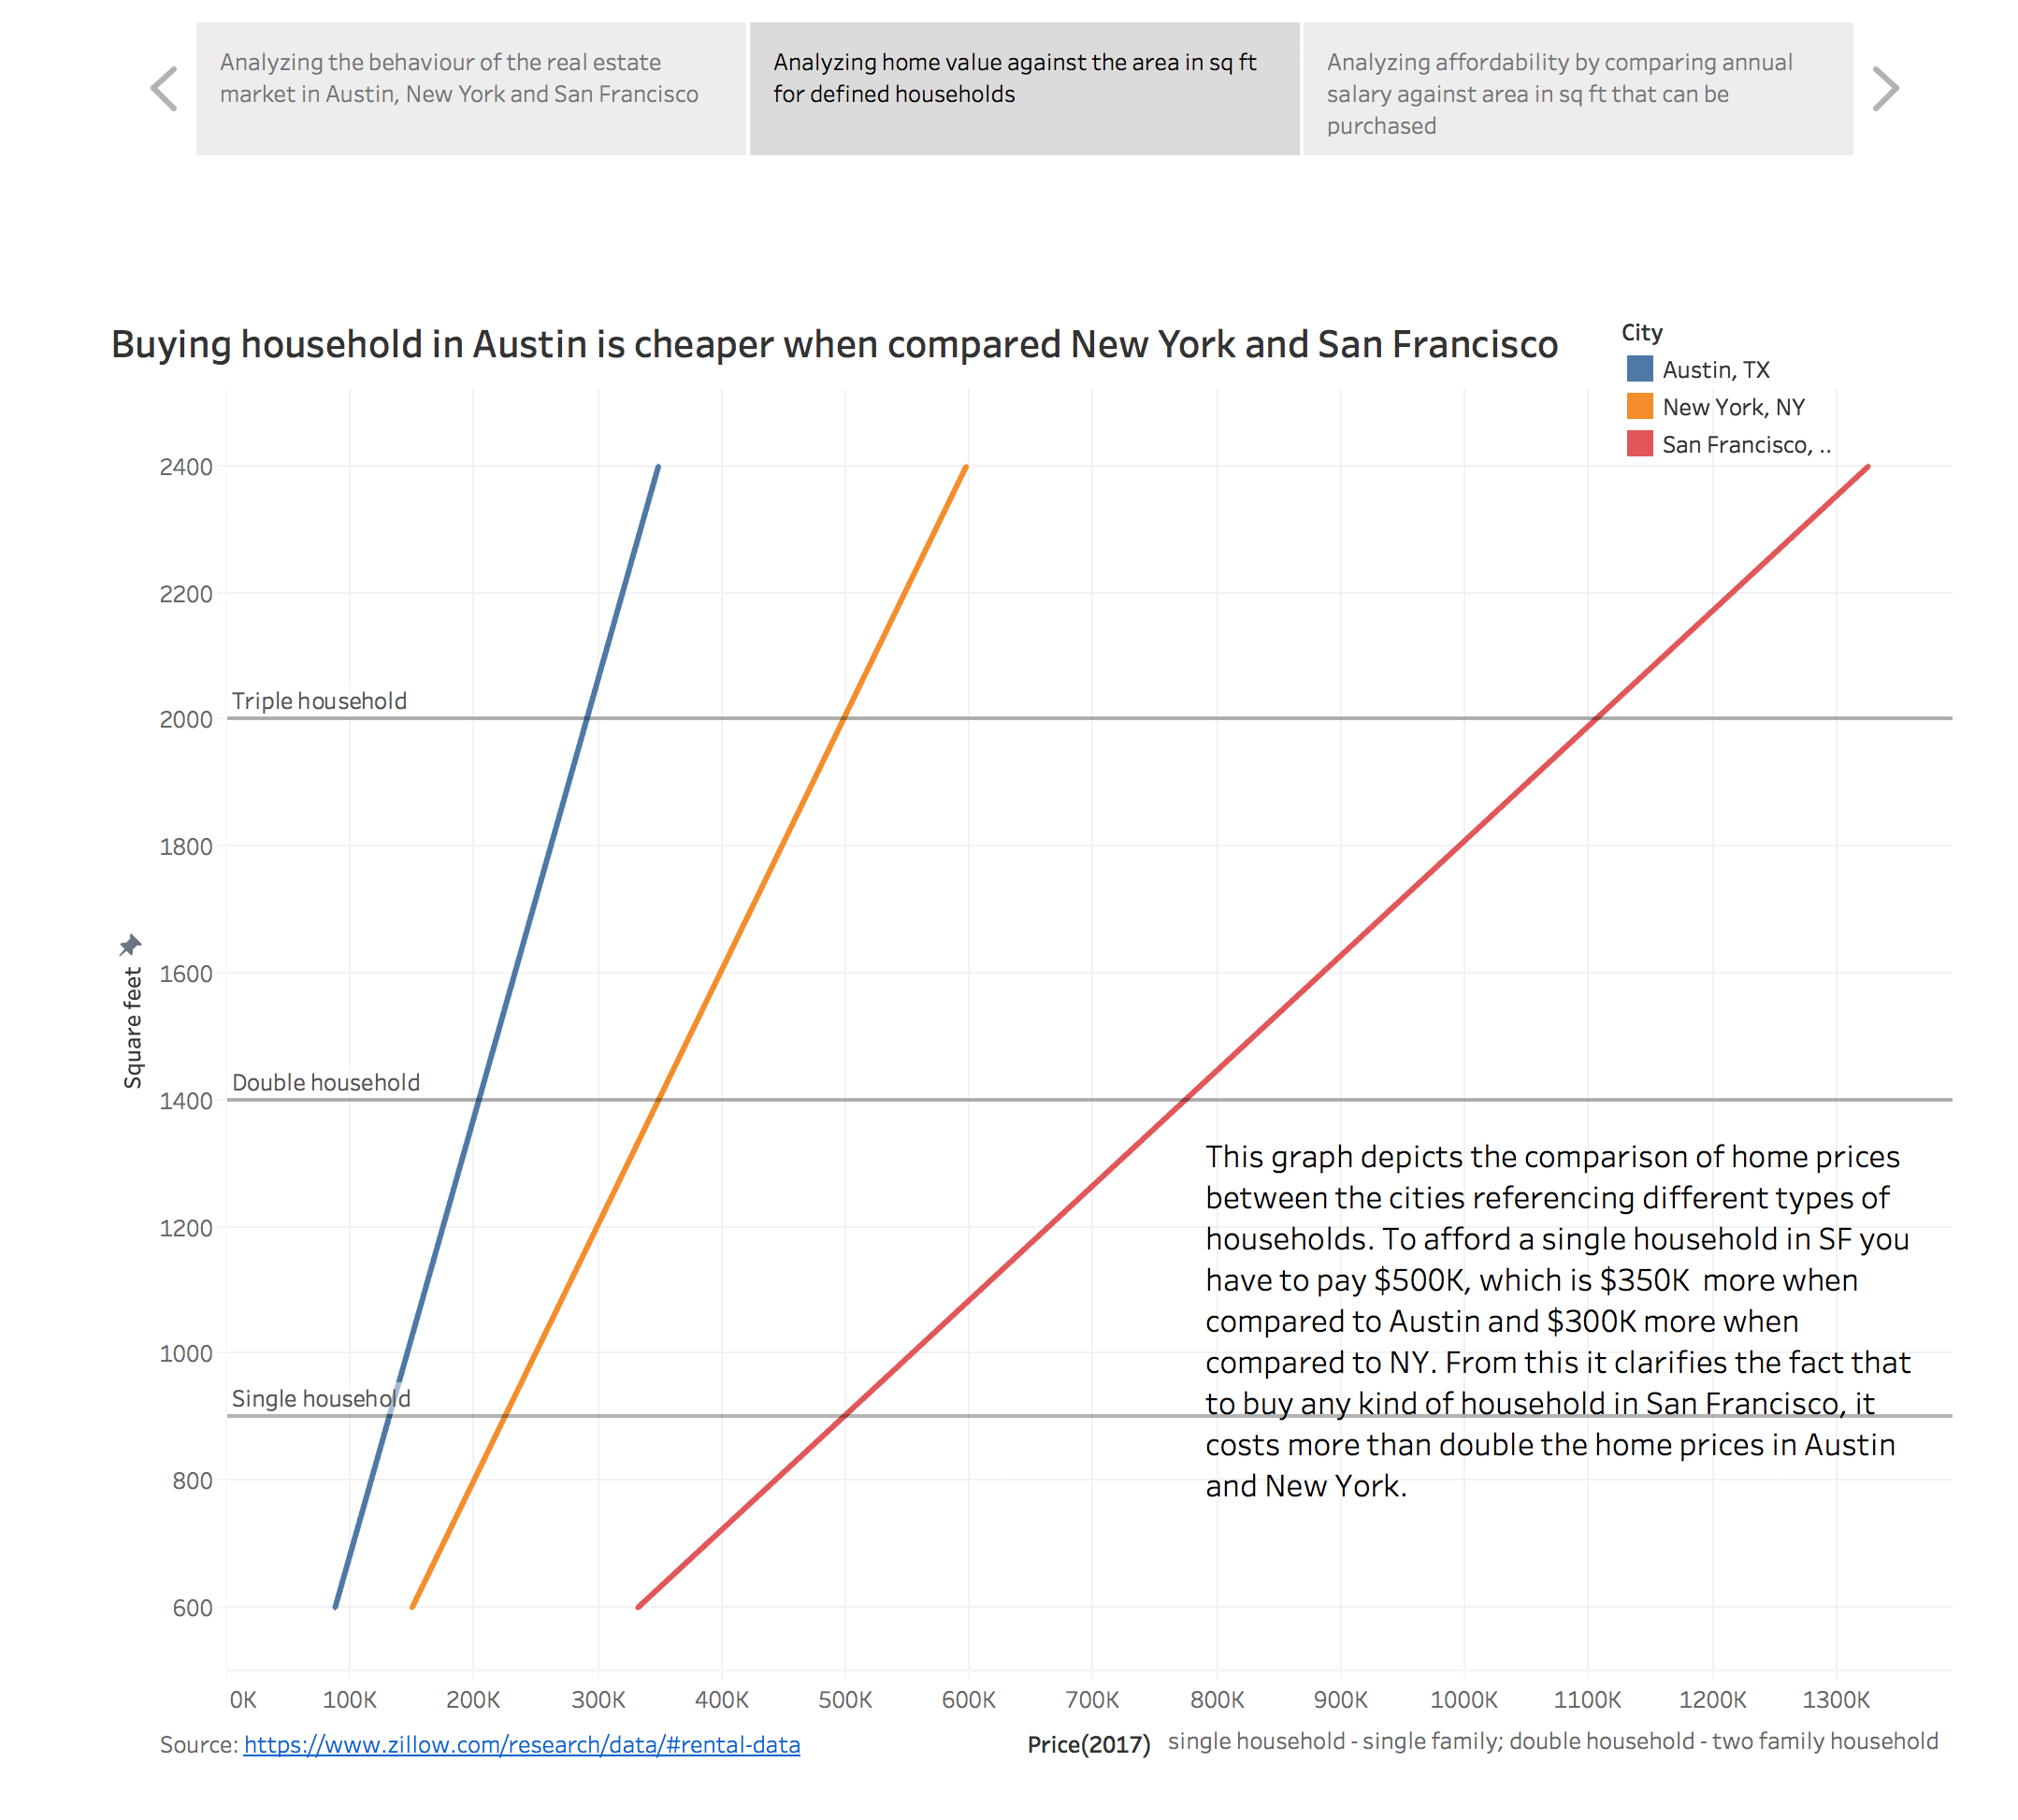 Analyzing the behaviour of the real estate
market in Austin, New York and San Francisco
Analyzing home value against the area in sq ft
for defined households
Analyzing affordability by comparing annual
salary against area in sq ft that can be
purchased
Buying household in Austin is cheaper when compared New York and San Francisco
City
Austin, TX
New York, NY
San Francisco, ..
2400
2200
Triple household
2000
1800
1600
Square feet
Double household
1400
1200
1000
Single household
800
600
This graph depicts the comparison of home prices
between the cities referencing different types of
households. To afford a single household in SF you
have to pay $500K, which is $350K  more when
compared to Austin and $300K more when
compared to NY. From this it clarifies the fact that
to buy any kind of household in San Francisco, it
costs more than double the home prices in Austin
and New York.
0K 100K 200K 300K 400K 500K 600K 700K 800K 900K 1000K 1100K 1200K 1300K
Source: https://www.zillow.com/research/data/#rental-data
Price(2017) single household - single family; double household - two family household